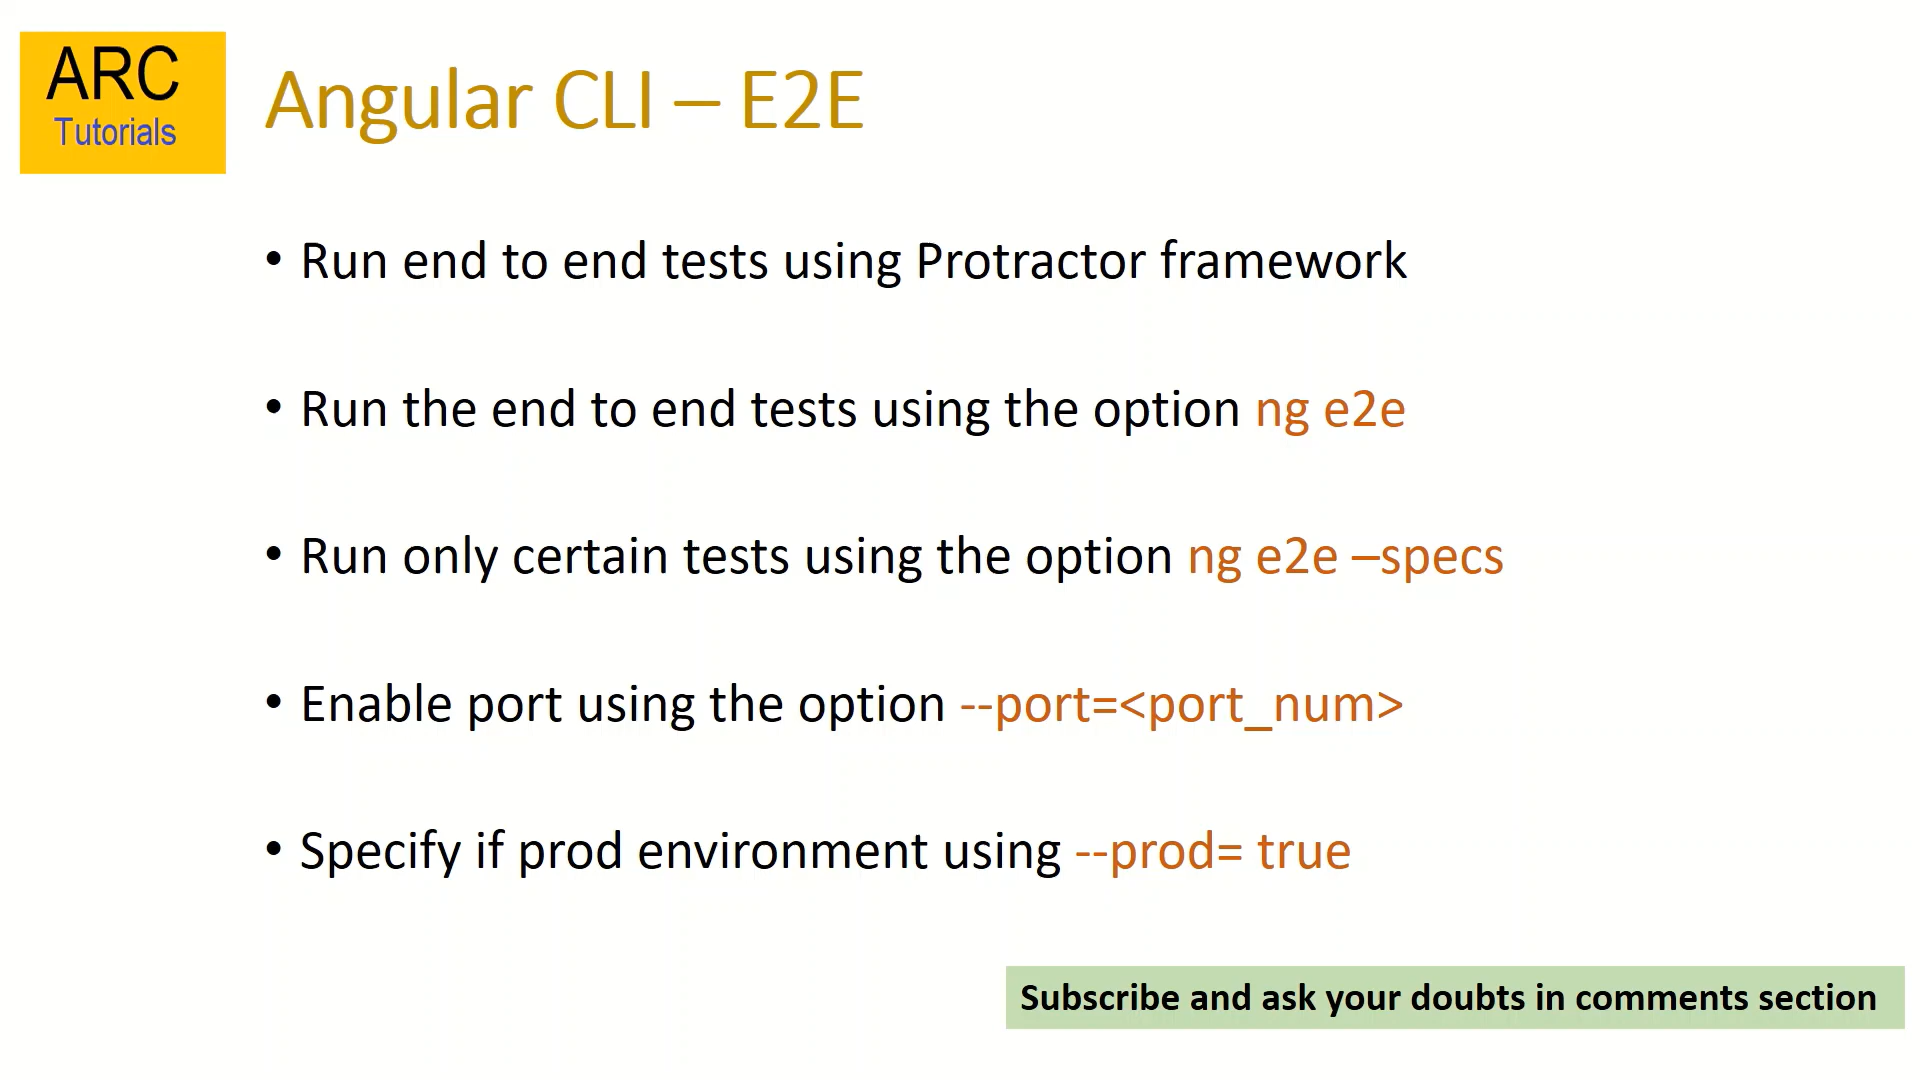 ARC
Tutorials
Angular CLI – E2E
• Run end to end tests using Protractor framework
• Run the end to end tests using the option ng e2e
• Run only certain tests using the option ng e2e –specs
• Enable port using the option --port=<port_num>
• Specify if prod environment using --prod= true
Subscribe and ask your doubts in comments section